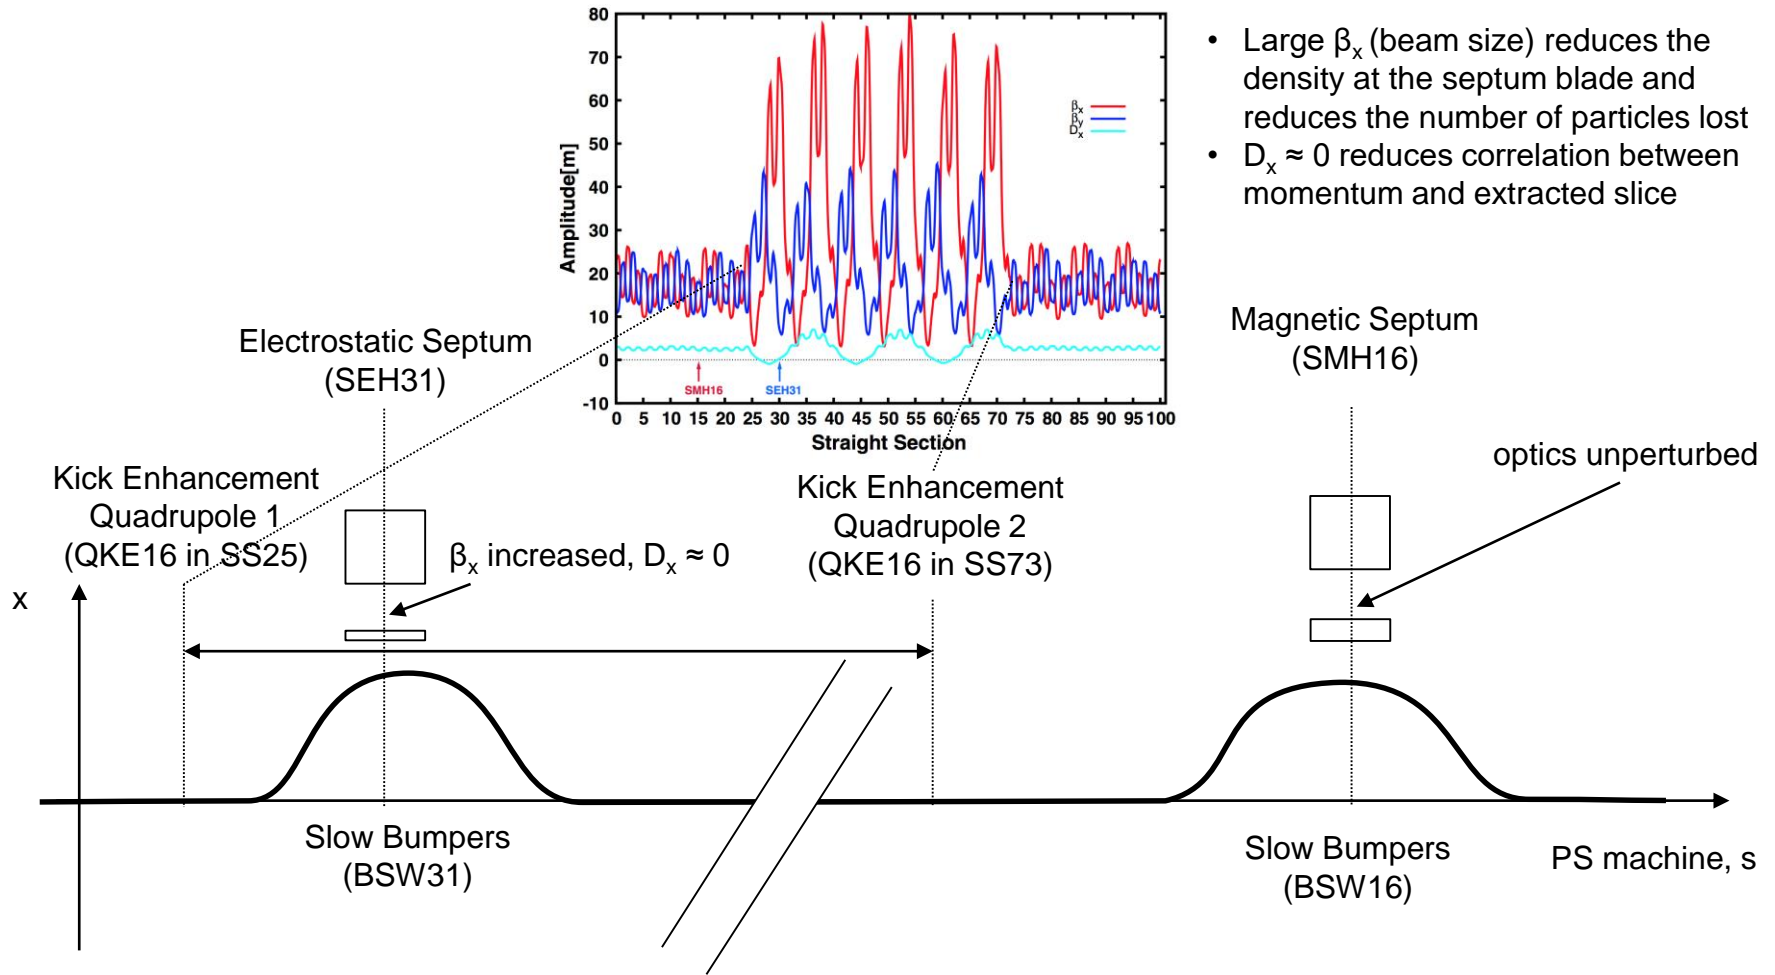 80
70
60
50
40
30
20
10
0
-10
Amplitude[m]
βx
βy
Dx
SMH16
SEH31
0 5 10 15 20 25 30 35 40 45 50 55 60 65 70 75 80 85 90 95 100
Straight Section
• Large βx (beam size) reduces the
density at the septum blade and
reduces the number of particles lost
• Dx ≈ 0 reduces correlation between
momentum and extracted slice
Electrostatic Septum
(SEH31)
Magnetic Septum
(SMH16)
Kick Enhancement
Quadrupole 1
(QKE16 in SS25)
βx increased, Dx ≈ 0
Kick Enhancement
Quadrupole 2
(QKE16 in SS73)
optics unperturbed
x
Slow Bumpers
(BSW31)
Slow Bumpers
(BSW16)
PS machine, s